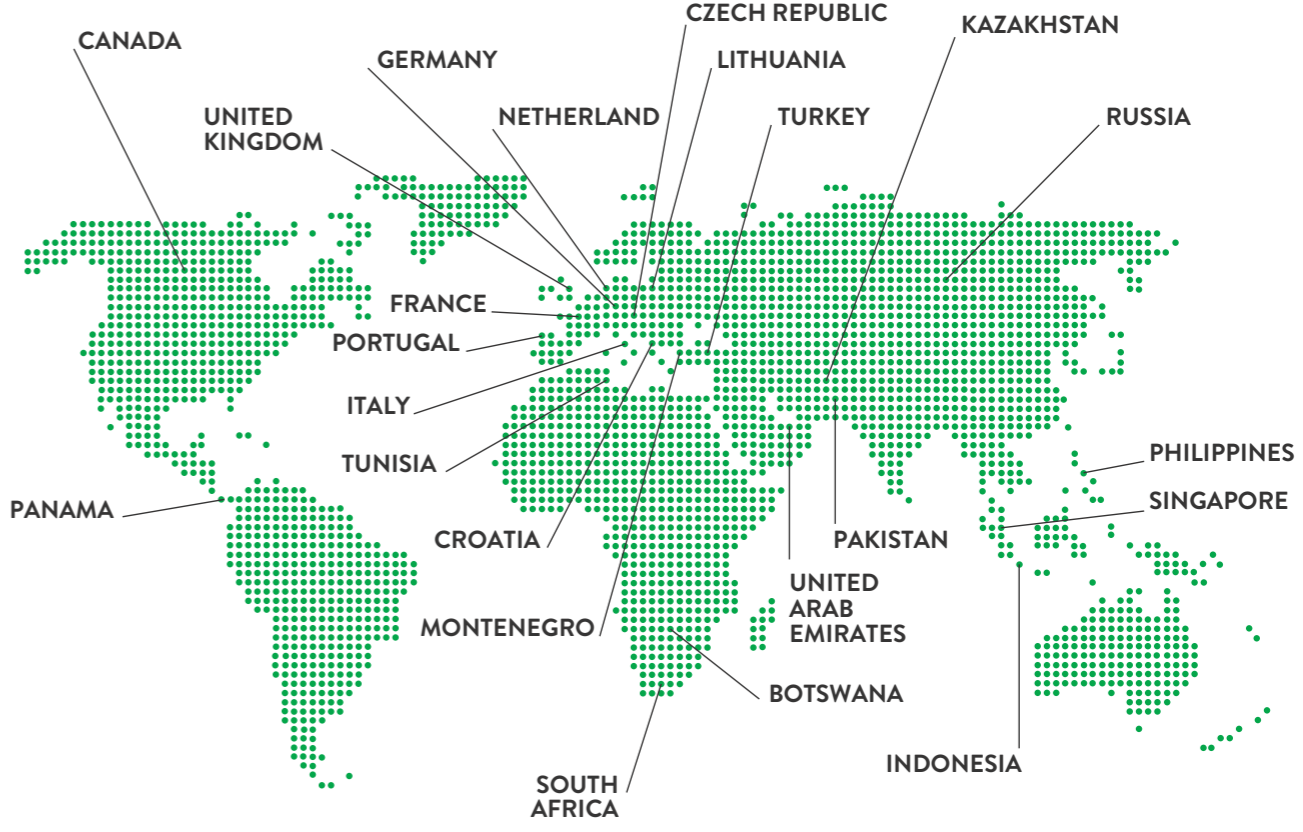 CZECH REPUBLIC
KAZAKHSTAN
CANADA
GERMANY
LITHUANIA
UNITED
KINGDOM
NETHERLAND
TURKEY
RUSSIA
FRANCE
PORTUGAL
ITALY
TUNISIA
PHILIPPINES
SINGAPORE
PANAMA
CROATIA
PAKISTAN
UNITED
ARAB
EMIRATES
MONTENEGRO
BOTSWANA
INDONESIA
SOUTH
AFRICA